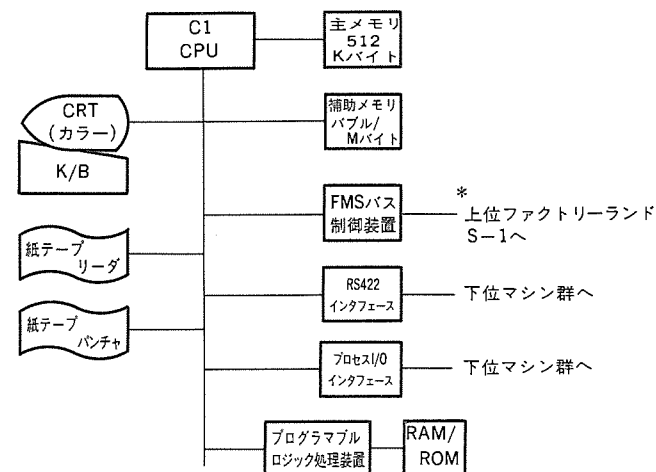 C1
CPU
主メモリ
512
Kバイト
CRT
(カラー)
K/B
補助メモリ
バブル/
Mバイト
FMSバス
制御装置
*
上位ファクトリーランド
S-1へ
紙テープ
リーダ
RS422
インタフェース
下位マシン群へ
紙テープ
パンチャ
プロセスI/O
インタフェース
下位マシン群へ
プログラマブル
ロジック処理装置
RAM/
ROM